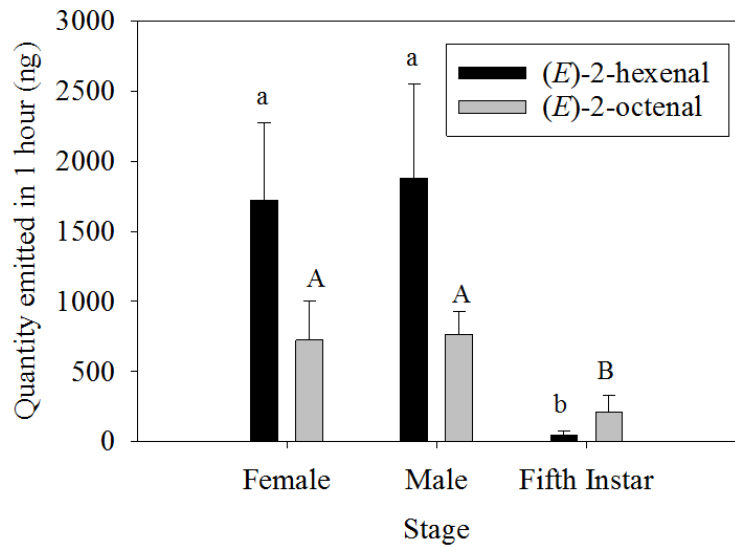 Quantity emitted in 1 hour (ng)
3000
2500
2000
1500
1000
500
0
(E)-2-hexenal
(E)-2-octenal
a
A
a
A
b
B
Female
Male
Fifth Instar
Stage